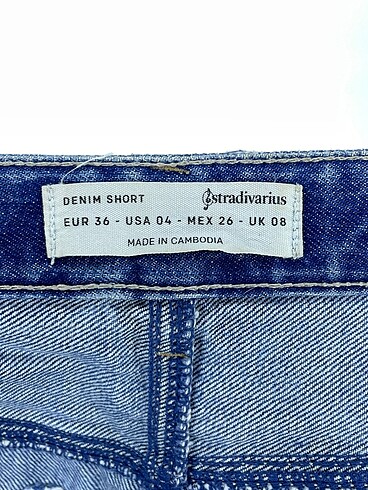 DENIM SHORT stradivarius
EUR 36 - USA 04 - MEX 26 - UK 08
MADE IN CAMBODIA